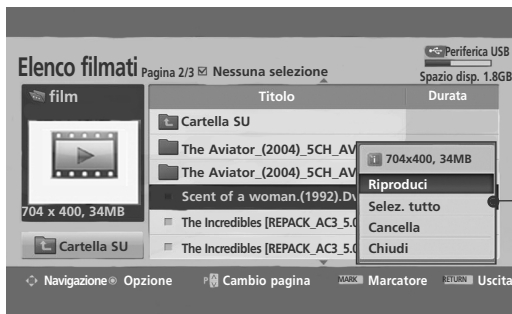 Periferica USB
Elenco filmati Pagina 2/3 Nessuna selezione
Spazio disp. 1.8GB
film
Titolo Durata
Cartella SU
The Aviator_(2004)_5CH_AV
The Aviator_(2004)_5CH_AV
Scent of a woman.(1992).Dv
The Incredibles [REPACK_AC3_5.0
The Incredibles [REPACK_AC3_5.0
704 x 400, 34MB
Cartella SU
704x400, 34MB
Riproduci
Selez. tutto
Cancella
Chiudi
Navigazione Opzione P Cambio pagina MARK Marcatore RETURN Uscita